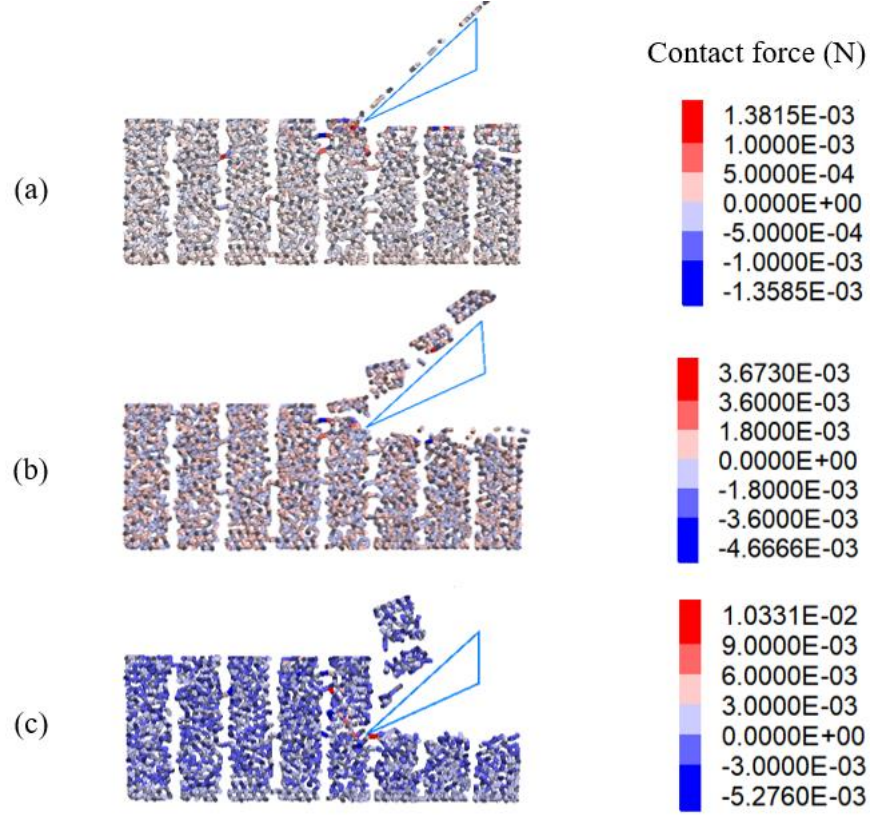 Contact force (N)
(a)
1.3815E-03
1.0000E-03
5.0000E-04
0.0000E+00
-5.0000E-04
-1.0000E-03
-1.3585E-03
(b)
3.6730E-03
3.6000E-03
1.8000E-03
0.0000E+00
-1.8000E-03
-3.6000E-03
-4.6666E-03
(c)
1.0331E-02
9.0000E-03
6.0000E-03
3.0000E-03
0.0000E+00
-3.0000E-03
-5.2760E-03